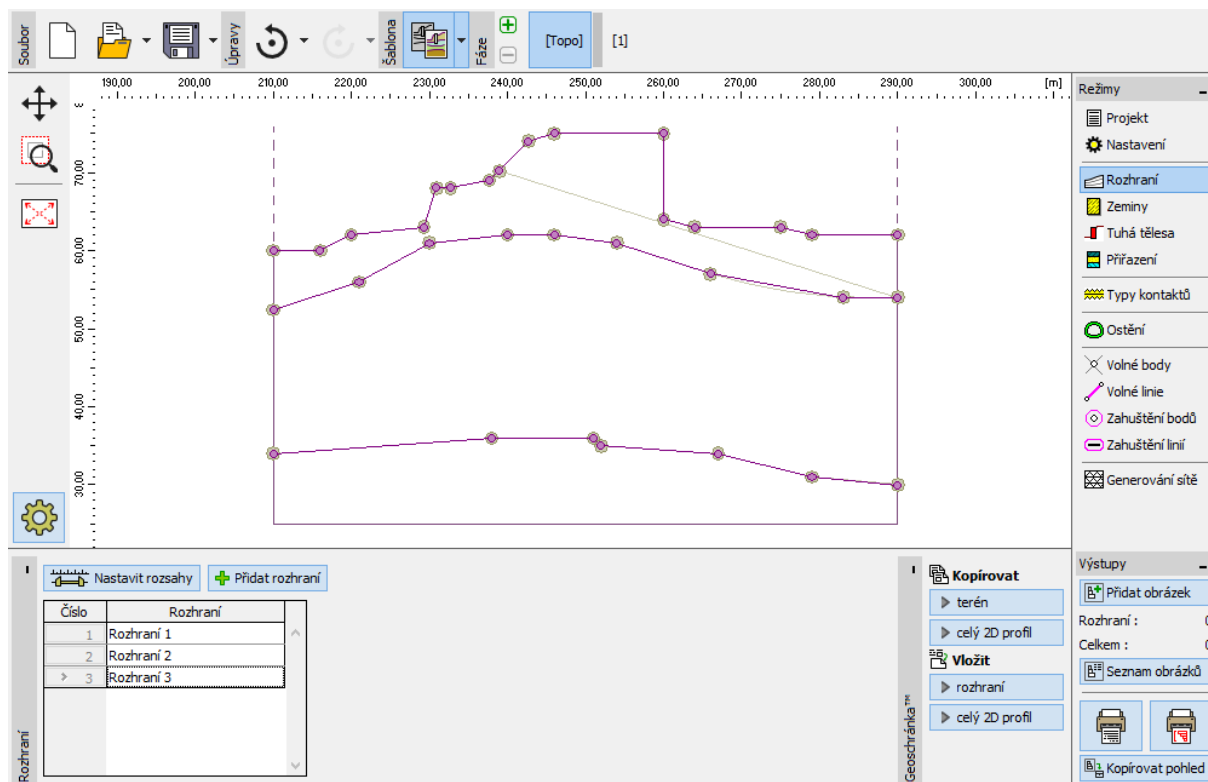 Soubor
Úpravy
Šablona
Fáze
[Topo]
[1]
190,00 200,00 210,00 220,00 230,00 240,00 250,00 260,00 270,00 280,00 290,00 300,00 [m]
70,00
60,00
50,00
40,00
30,00
Režimy
Projekt
Nastavení
Rozhraní
Zeminy
Tuhá tělesa
Přiřazení
Typy kontaktů
Ostění
Volné body
Volné linie
Zahuštění bodů
Zahuštění linií
Generování sítě
Rozhraní
Nastavit rozsahy
Přidat rozhraní
Číslo Rozhraní
1 Rozhraní 1
2 Rozhraní 2
3 Rozhraní 3
Geoschránka™
Kopírovat
terén
celý 2D profil
Vložit
rozhraní
celý 2D profil
Výstupy
Přidat obrázek
Rozhraní : 0
Celkem : 0
Seznam obrázků
Kopírovat pohled